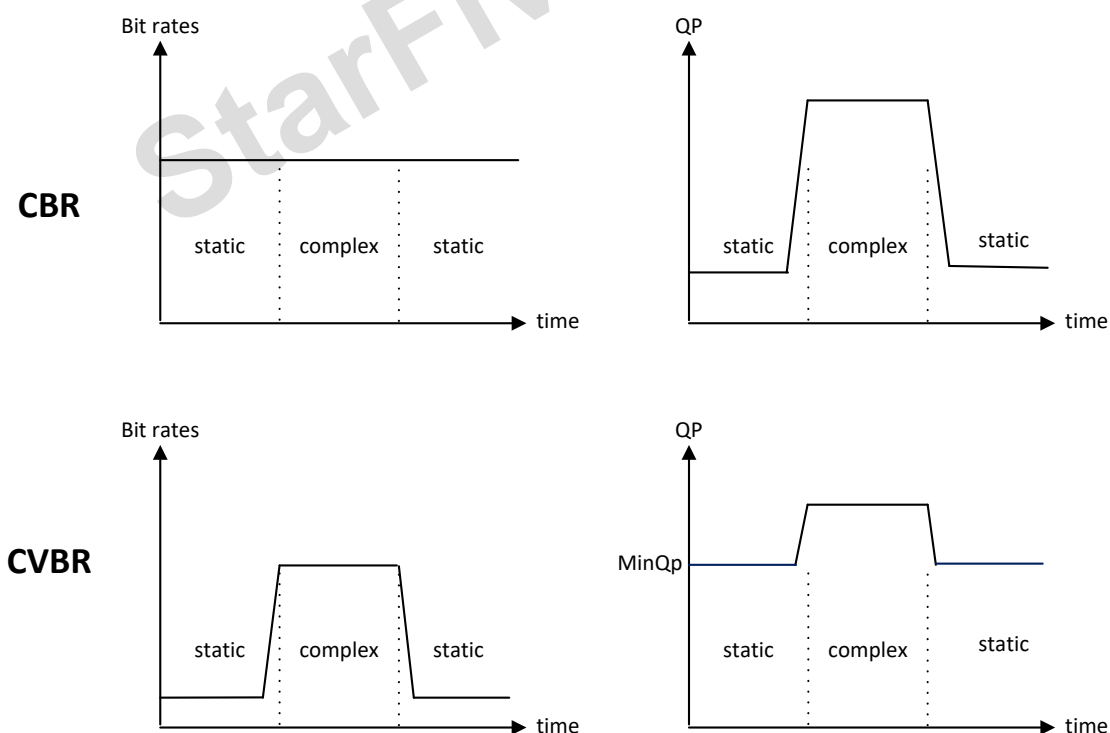 Bit rates
QP
StarFiv
CBR
static
complex
static
time
static
complex
static
time
Bit rates
QP
CVBR
MinQp
static
complex
static
time
static
complex
static
time